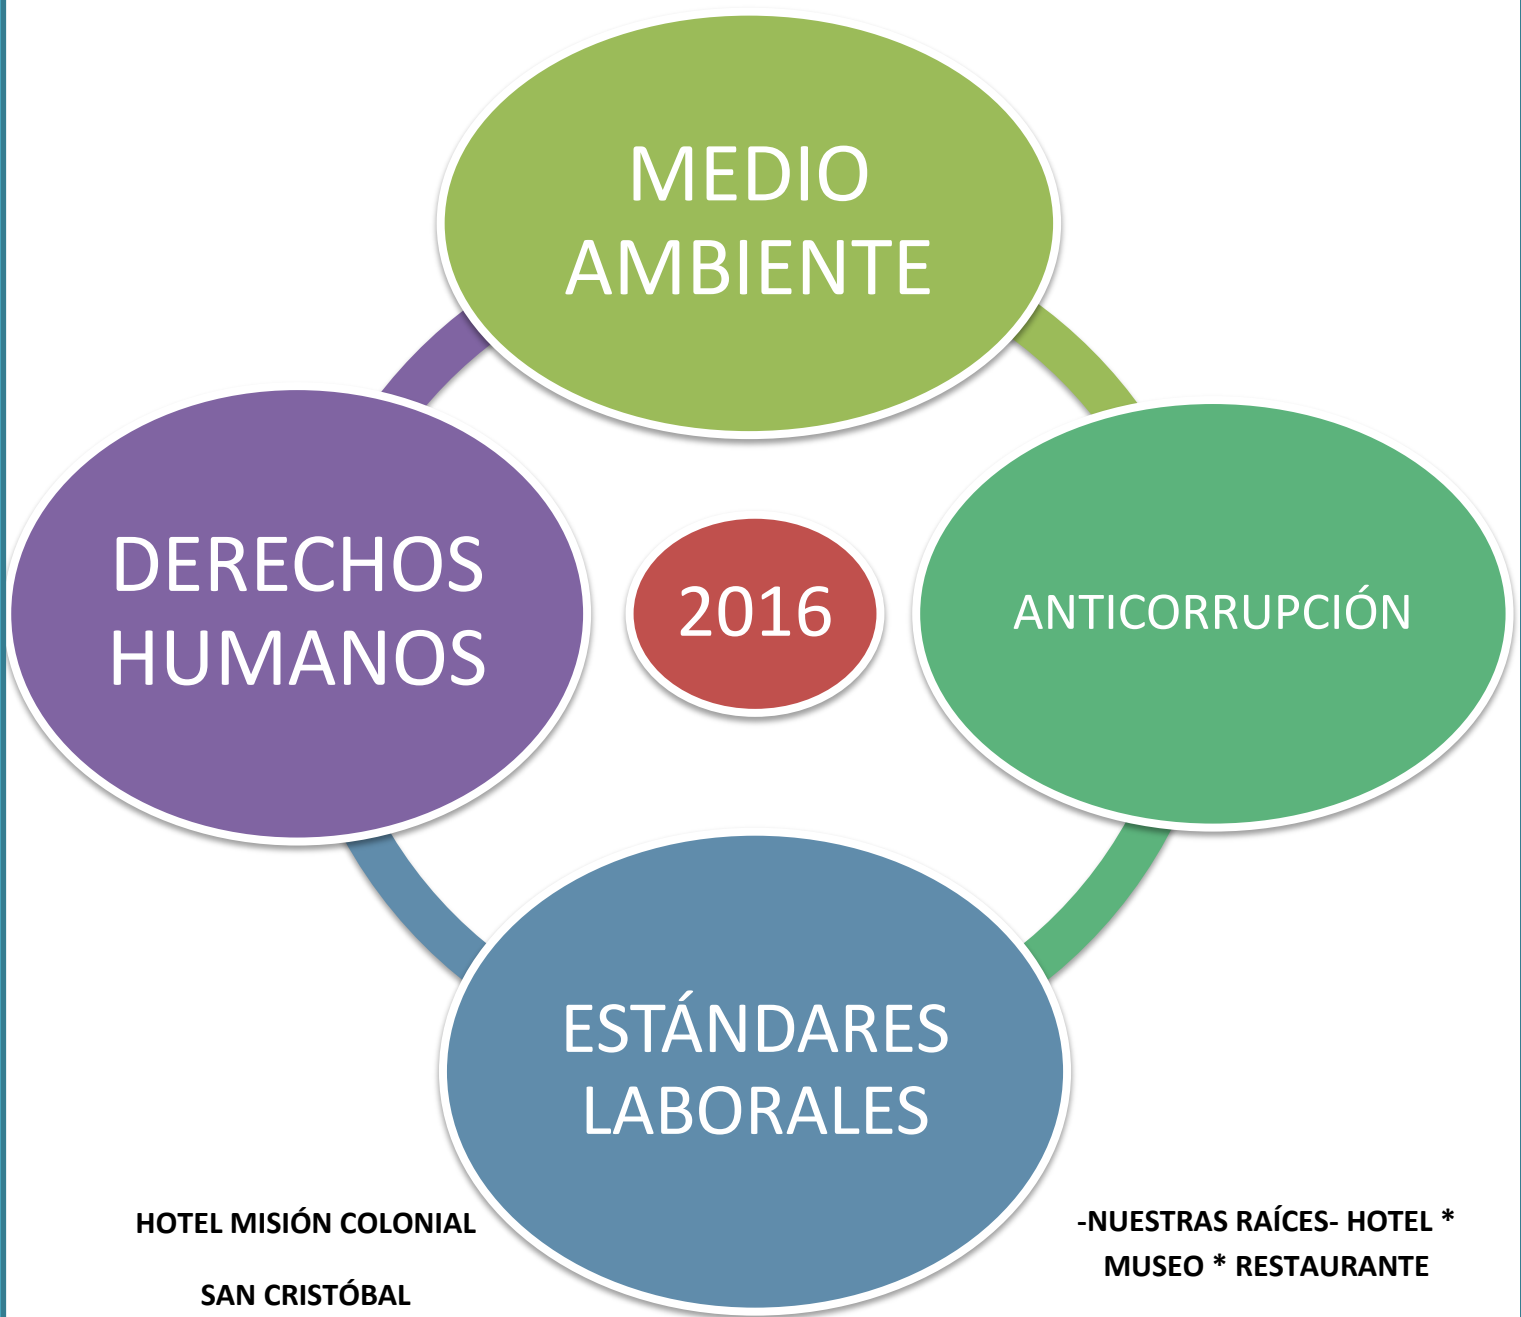 MEDIO
AMBIENTE
DERECHOS
HUMANOS
2016
ANTICORRUPCIÓN
ESTÁNDARES
LABORALES
HOTEL MISIÓN COLONIAL
SAN CRISTÓBAL
-NUESTRAS RAÍCES- HOTEL *
MUSEO * RESTAURANTE